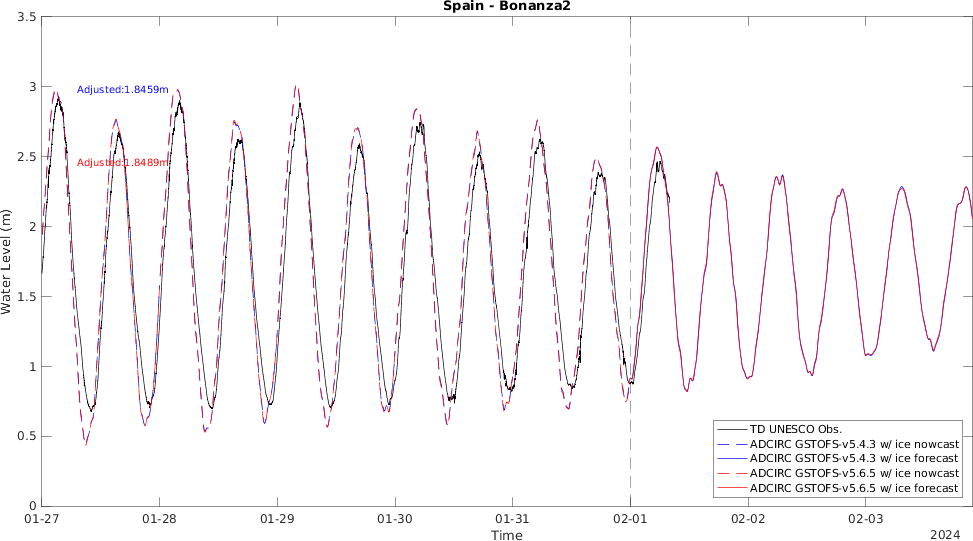 Spain - Bonanza2
3.5
3
2.5
2
1.5
1
0.5
0
Water Level (m)
Adjusted:1.8459m
Adjusted:1.8489m
TD UNESCO Obs.
ADCIRC GSTOFS-v5.4.3 w/ ice nowcast
ADCIRC GSTOFS-v5.4.3 w/ ice forecast
ADCIRC GSTOFS-v5.6.5 w/ ice nowcast
ADCIRC GSTOFS-v5.6.5 w/ ice forecast
01-27 01-28 01-29 01-30 01-31 02-01 02-02 02-03
Time
2024